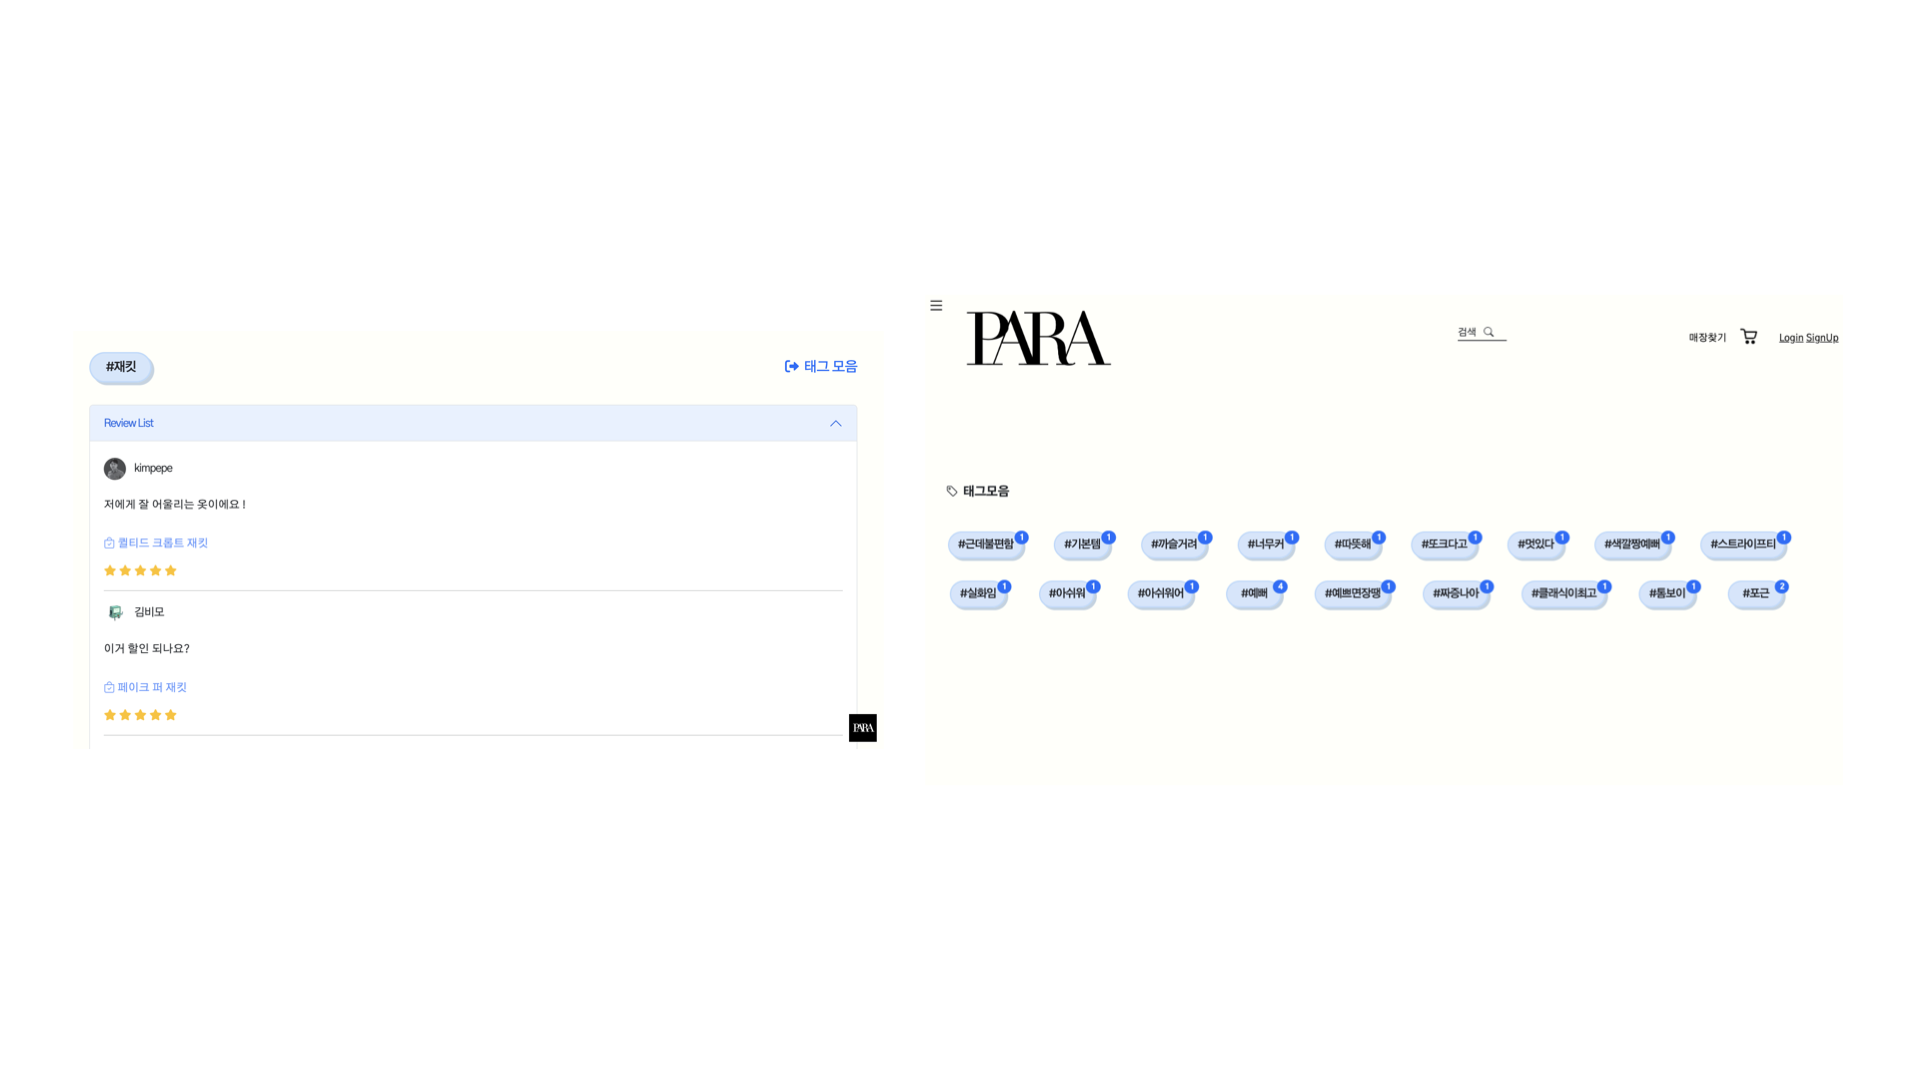 #재킷
태그 모음
Review List
kimpepe
저에게 잘 어울리는 옷이에요 !
퀼티드 크롭트 재킷
김비모
이거 할인 되나요?
페이크 퍼 재킷
PARA
PARA
검색
매장찾기
Login SignUp
태그모음
#근데불편함 1 #기본템 1 #까슬거려 1 #너무커 1 #따뜻해 1 #또크다고 1 #멋있다 1 #색깔짱예뻐 1 #스트라이프티 1
#실화임 1 #아쉬워 1 #아쉬워어 1 #예뻐 4 #예쁘면장땡 1 #짜증나아 1 #클래식이최고 1 #톰보이 1 #포근 2